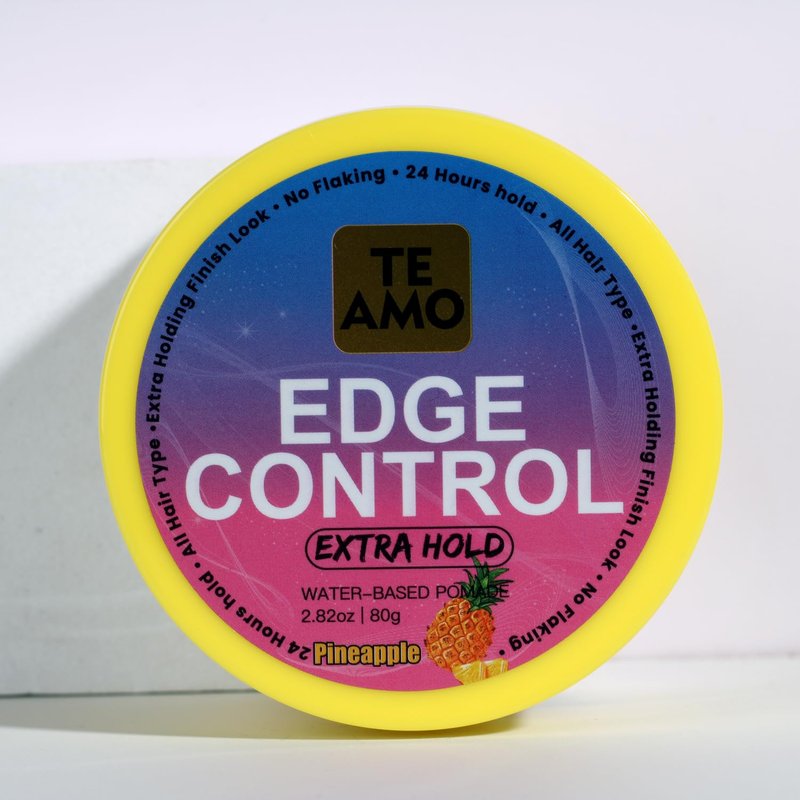 No Flaking • 24 Hours hold • All Hair Type • Extra Holding Finish Look • No Flaking •
24 Hours hold • All Hair Type • Extra Holding Finish Look •
TE
AMO
EDGE
CONTROL
EXTRA HOLD
WATER-BASED POMADE
2.82oz | 80g
Pineapple